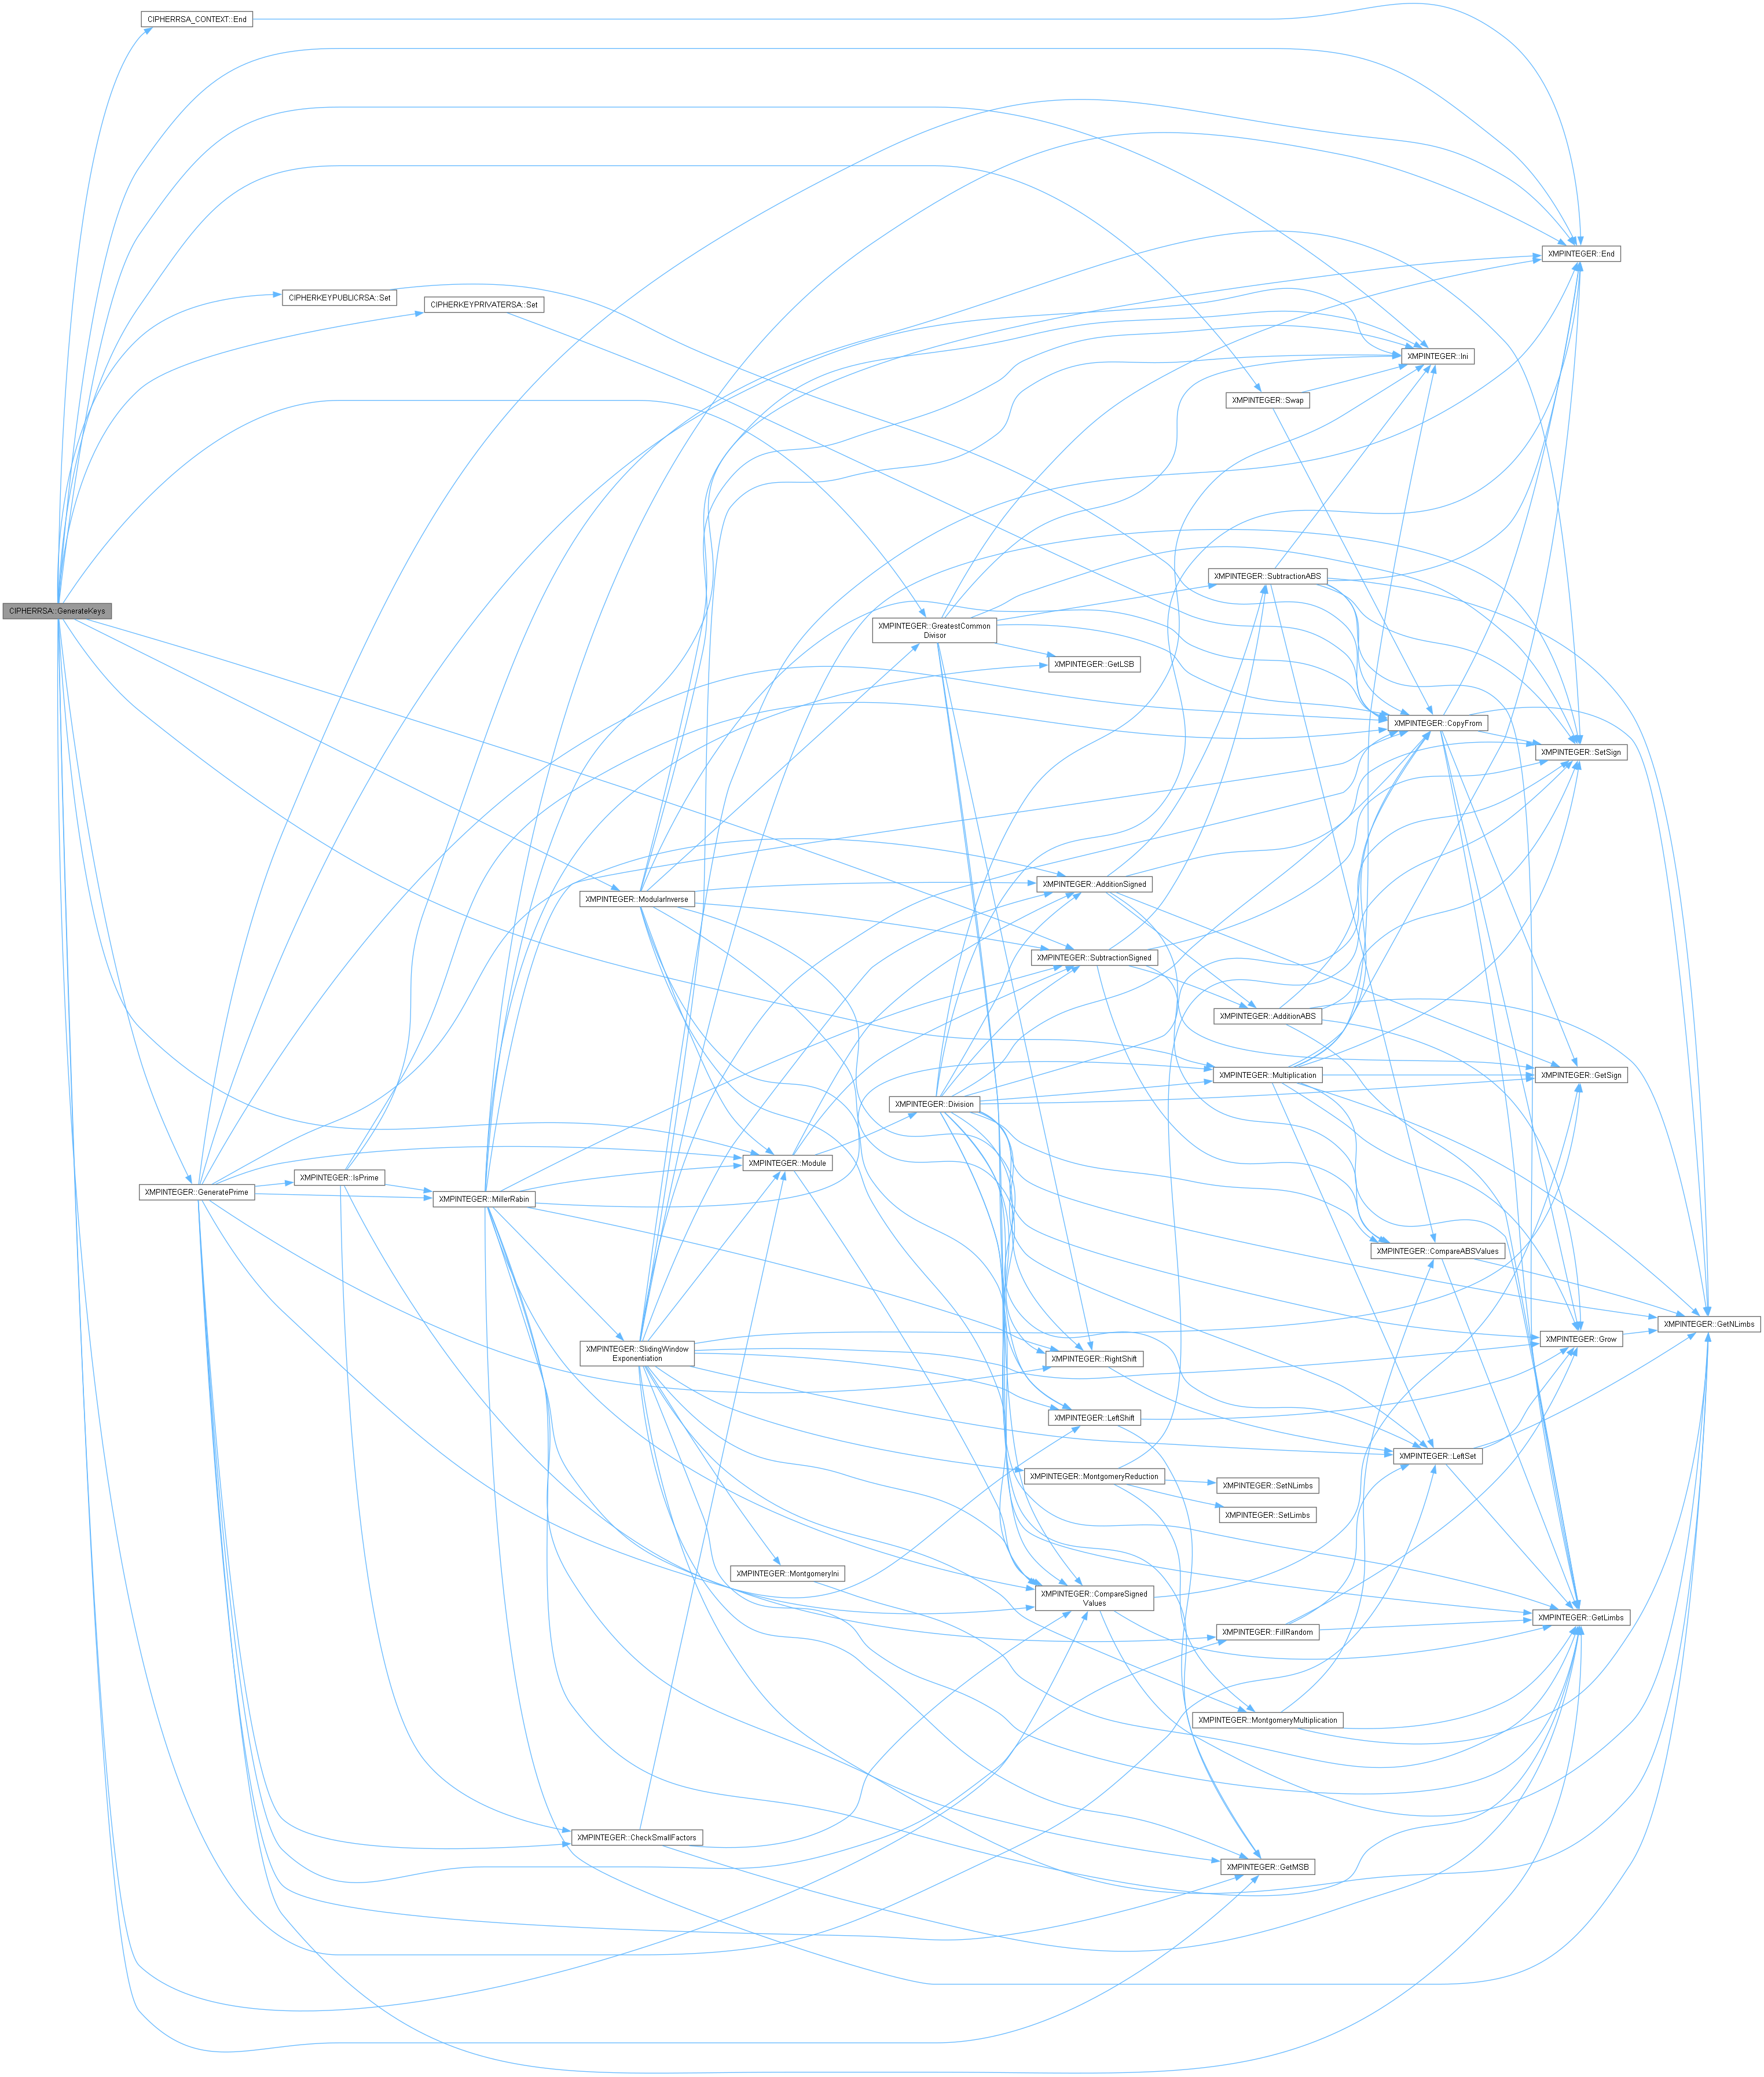 CIPHERRSA_CONTEXT::End
XMPINTEGER::End
CIPHERKEYPUBLICRSA::Set
CIPHERKEYPRIVATERSA::Set
XMPINTEGER::Ini
XMPINTEGER::Swap
XMPINTEGER::SubtractionABS
CIPHERRSA::GenerateKeys
XMPINTEGER::GreatestCommon
Divisor
XMPINTEGER::GetLSB
XMPINTEGER::CopyFrom
XMPINTEGER::SetSign
XMPINTEGER::AdditionSigned
XMPINTEGER::ModularInverse
XMPINTEGER::SubtractionSigned
XMPINTEGER::AdditionABS
XMPINTEGER::Multiplication
XMPINTEGER::GetSign
XMPINTEGER::Division
XMPINTEGER::Module
XMPINTEGER::IsPrime
XMPINTEGER::GeneratePrime
XMPINTEGER::MillerRabin
XMPINTEGER::CompareABSValues
XMPINTEGER::GetNLimbs
XMPINTEGER::Grow
XMPINTEGER::SlidingWindow
Exponentiation
XMPINTEGER::RightShift
XMPINTEGER::LeftShift
XMPINTEGER::LeftSet
XMPINTEGER::MontgomeryReduction
XMPINTEGER::SetNLimbs
XMPINTEGER::SetLimbs
XMPINTEGER::MontgomeryIni
XMPINTEGER::CompareSigned
Values
XMPINTEGER::GetLimbs
XMPINTEGER::FillRandom
XMPINTEGER::MontgomeryMultiplication
XMPINTEGER::CheckSmallFactors
XMPINTEGER::GetMSB